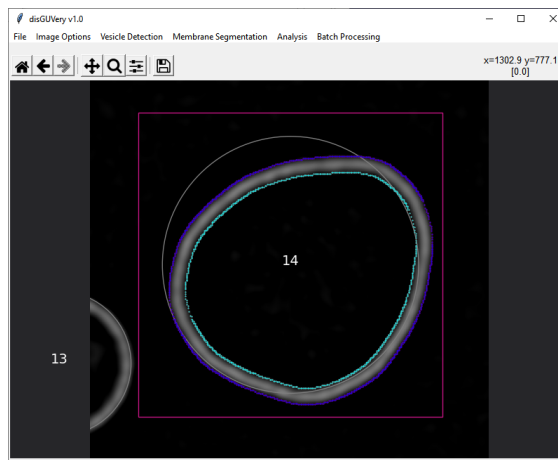 disGUVery v1.0
File Image Options Vesicle Detection Membrane Segmentation Analysis Batch Processing
x=1302.9 y=777.1
[0.0]
14
13